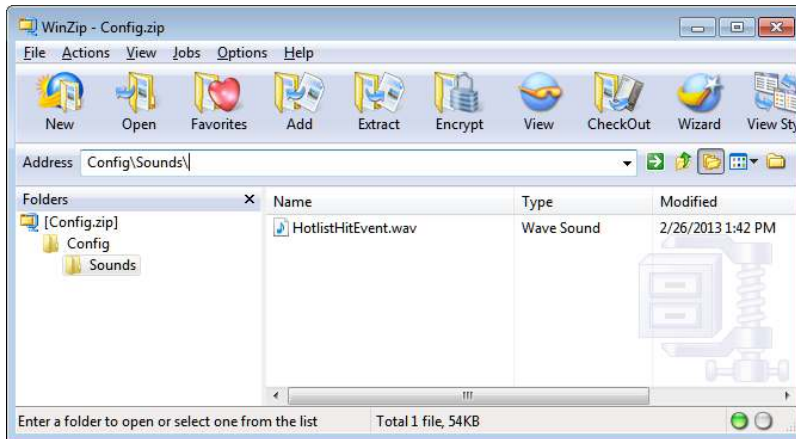 WinZip - Config.zip
File Actions View Jobs Options Help
New Open Favorites Add Extract Encrypt View CheckOut Wizard View Sty
Address Config\Sounds\
Folders x Name Type Modified
[Config.zip] HotlistHitEvent.wav Wave Sound 2/26/2013 1:42 PM
Config
Sounds
Enter a folder to open or select one from the list Total 1 file, 54KB